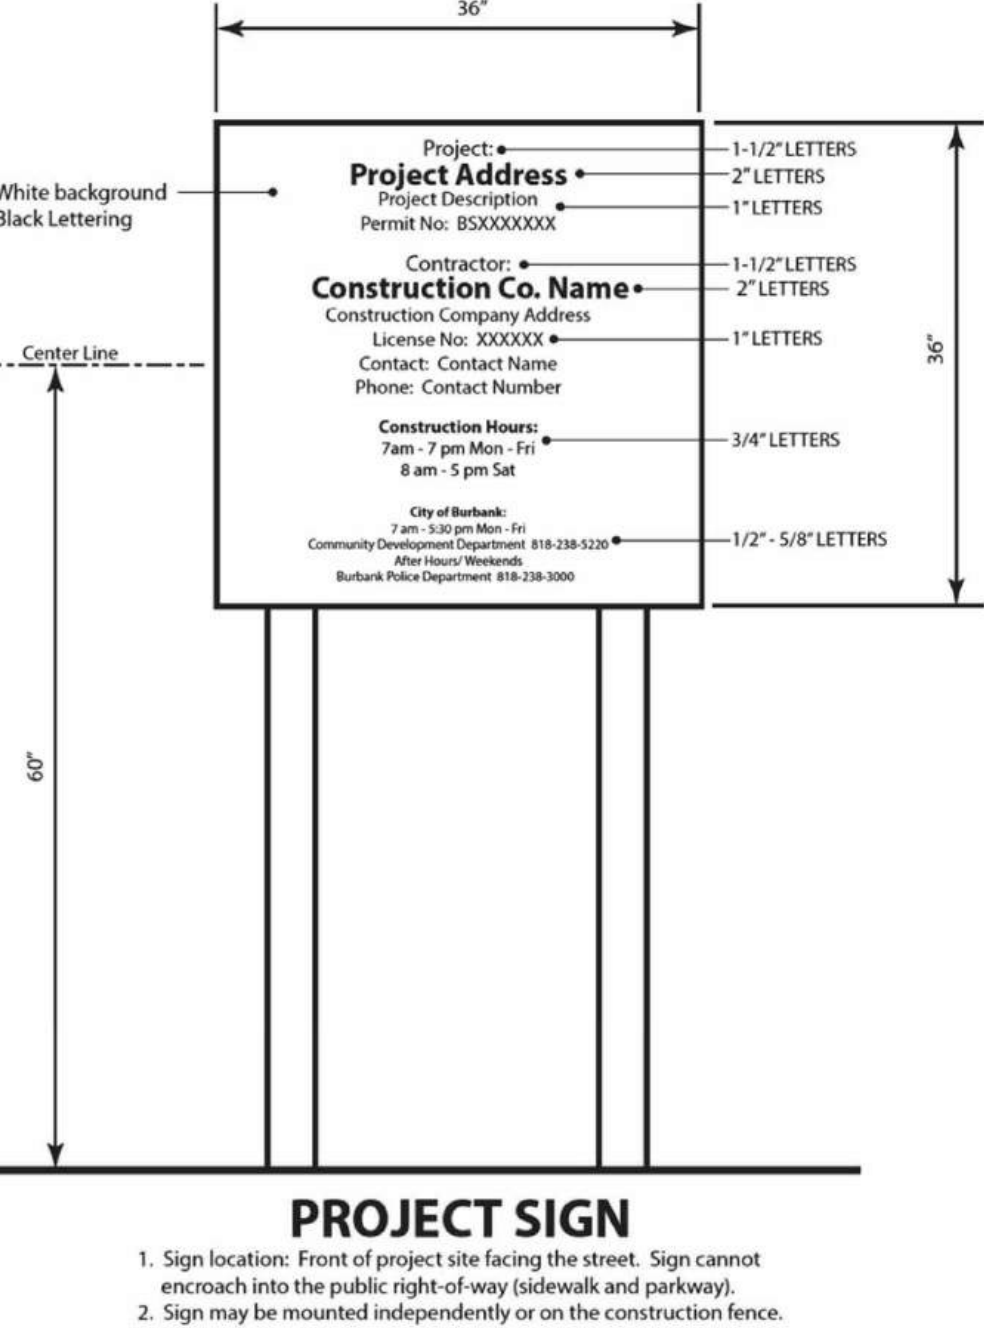 36"
Project:
1-1/2" LETTERS
Project Address
2" LETTERS
White background
Black Lettering
Project Description
1" LETTERS
Permit No: BSXXXXXXX
Contractor:
1-1/2" LETTERS
Construction Co. Name
2" LETTERS
Construction Company Address
License No: XXXXXX
1" LETTERS
Center Line
36"
Contact: Contact Name
Phone: Contact Number
Construction Hours:
7am - 7 pm Mon - Fri
3/4" LETTERS
8 am - 5 pm Sat
City of Burbank:
7 am - 5:30 pm Mon - Fri
Community Development Department 818-238-5220
1/2" - 5/8" LETTERS
After Hours/ Weekends
Burbank Police Department 818-238-3000
60"
PROJECT SIGN
1. Sign location: Front of project site facing the street. Sign cannot
encroach into the public right-of-way (sidewalk and parkway).
2. Sign may be mounted independently or on the construction fence.